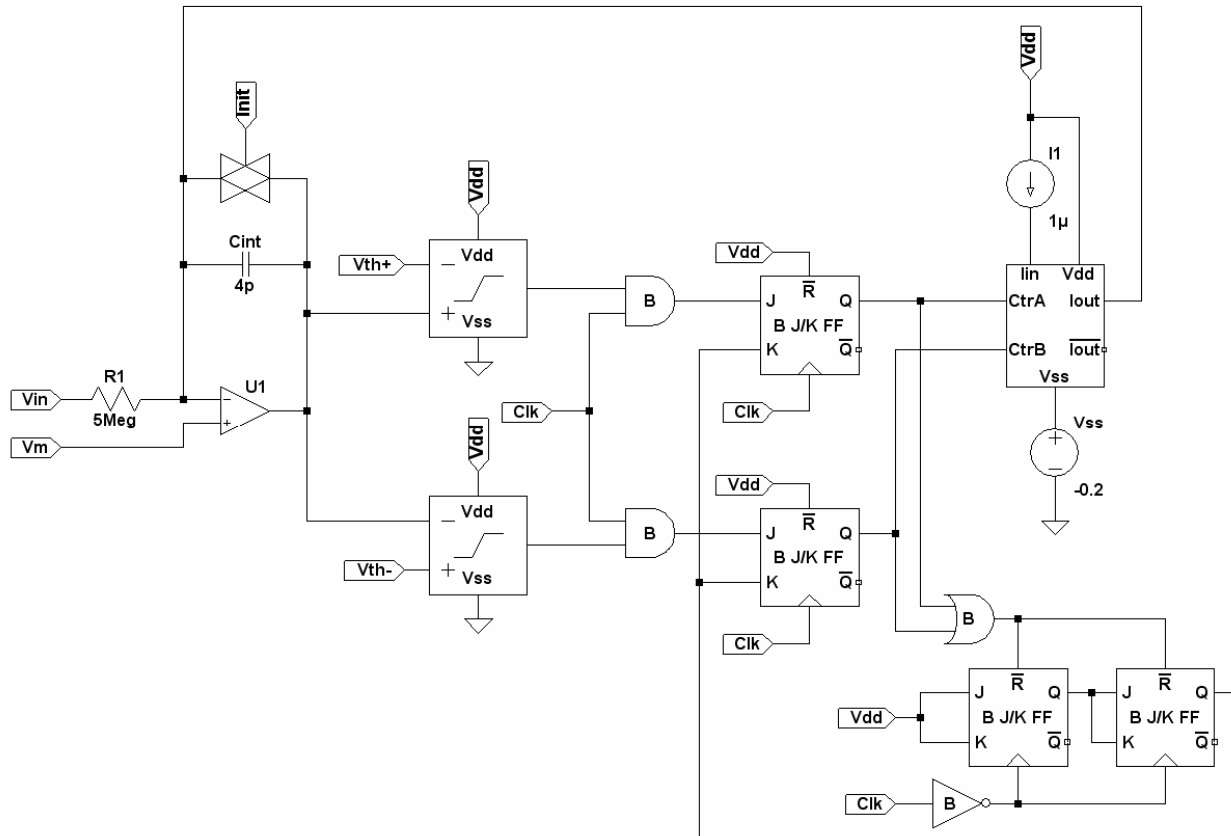 Init
Cint
4p
Vin
R1
5Meg
Vm
U1
−
+
Vdd
Vth+
−
Vdd
+
Vss
Vdd
−
Vdd
Vth-
+
Vss
Clk
B
B
Vdd
J
R
Q
B J/K FF
K
Q
Clk
Vdd
J
R
Q
B J/K FF
K
Q
Clk
Vdd
I1
1µ
Iin
Vdd
CtrA
Iout
CtrB
Iout
Vss
Vss
+
−
-0.2
B
Vdd
J
R
Q
B J/K FF
K
Q
J
R
Q
B J/K FF
K
Q
Clk
B